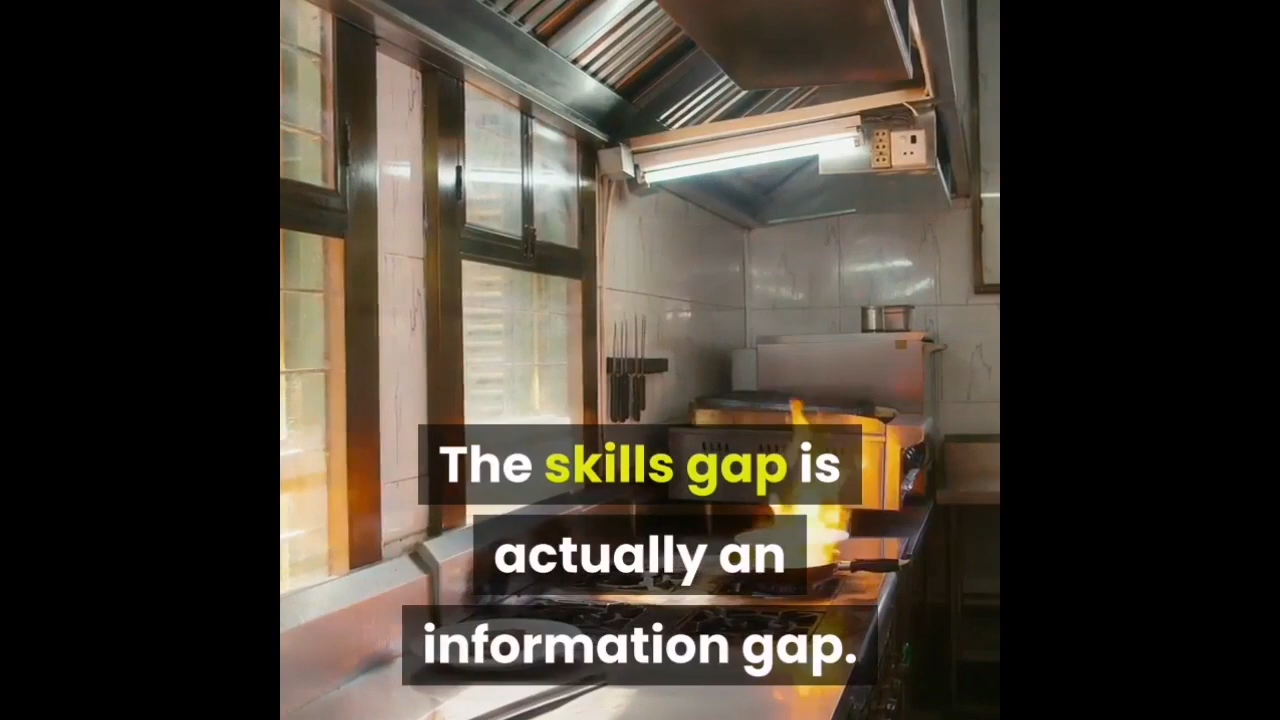 The skills gap is
actually an
information gap.